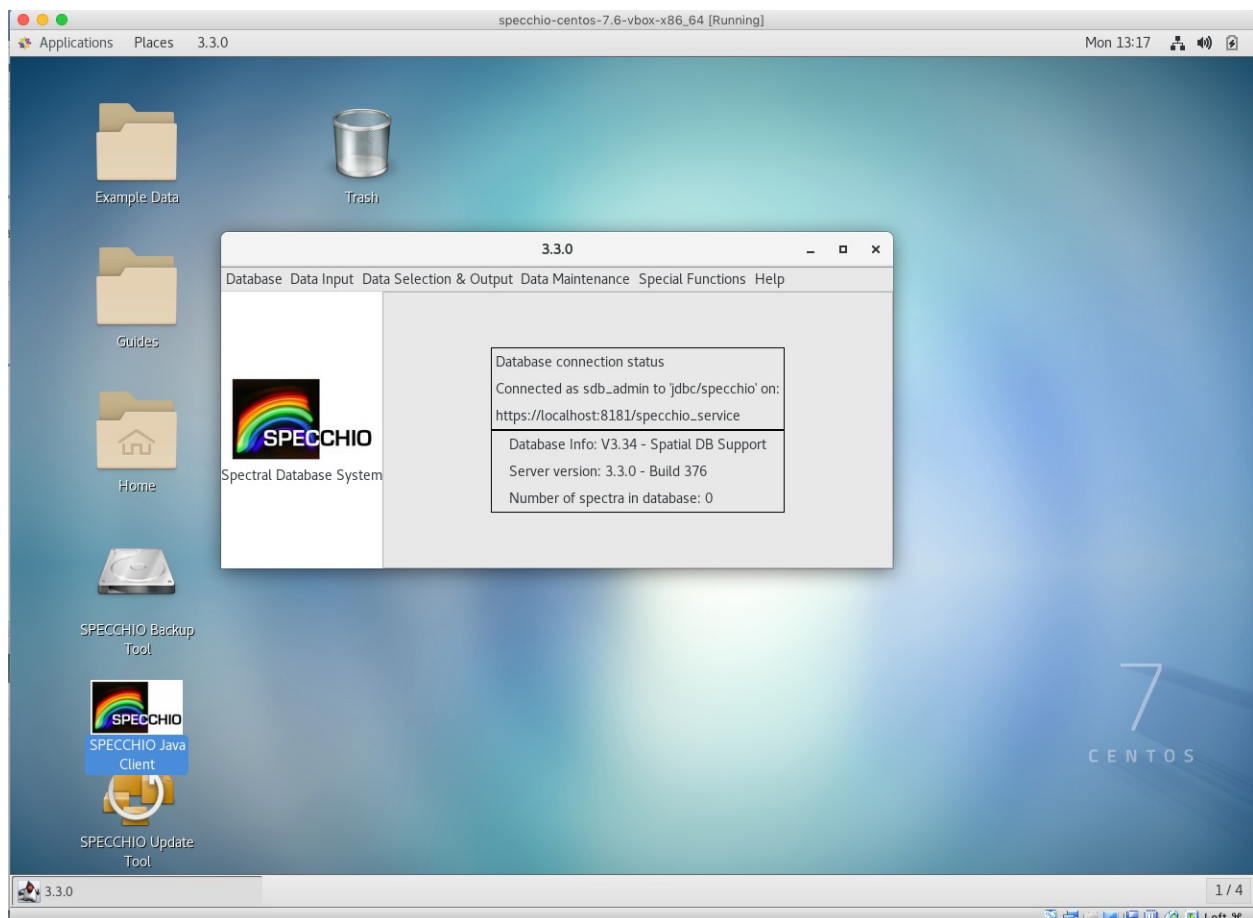 specchio-centos-7.6-vbox-x86_64 [Running]
Applications Places 3.3.0
Mon 13:17
Example Data
Trash
3.3.0
Database Data Input Data Selection & Output Data Maintenance Special Functions Help
Guides
Database connection status
Connected as sdb_admin to 'jdbc/specchio' on:
https://localhost:8181/specchio_service
SPECCHIO
Spectral Database System
Database Info: V3.34 - Spatial DB Support
Server version: 3.3.0 - Build 376
Number of spectra in database: 0
Home
SPECCHIO Backup
Tool
SPECCHIO
SPECCHIO Java
Client
7
CENTOS
SPECCHIO Update
Tool
3.3.0
1 / 4
Left ⌘